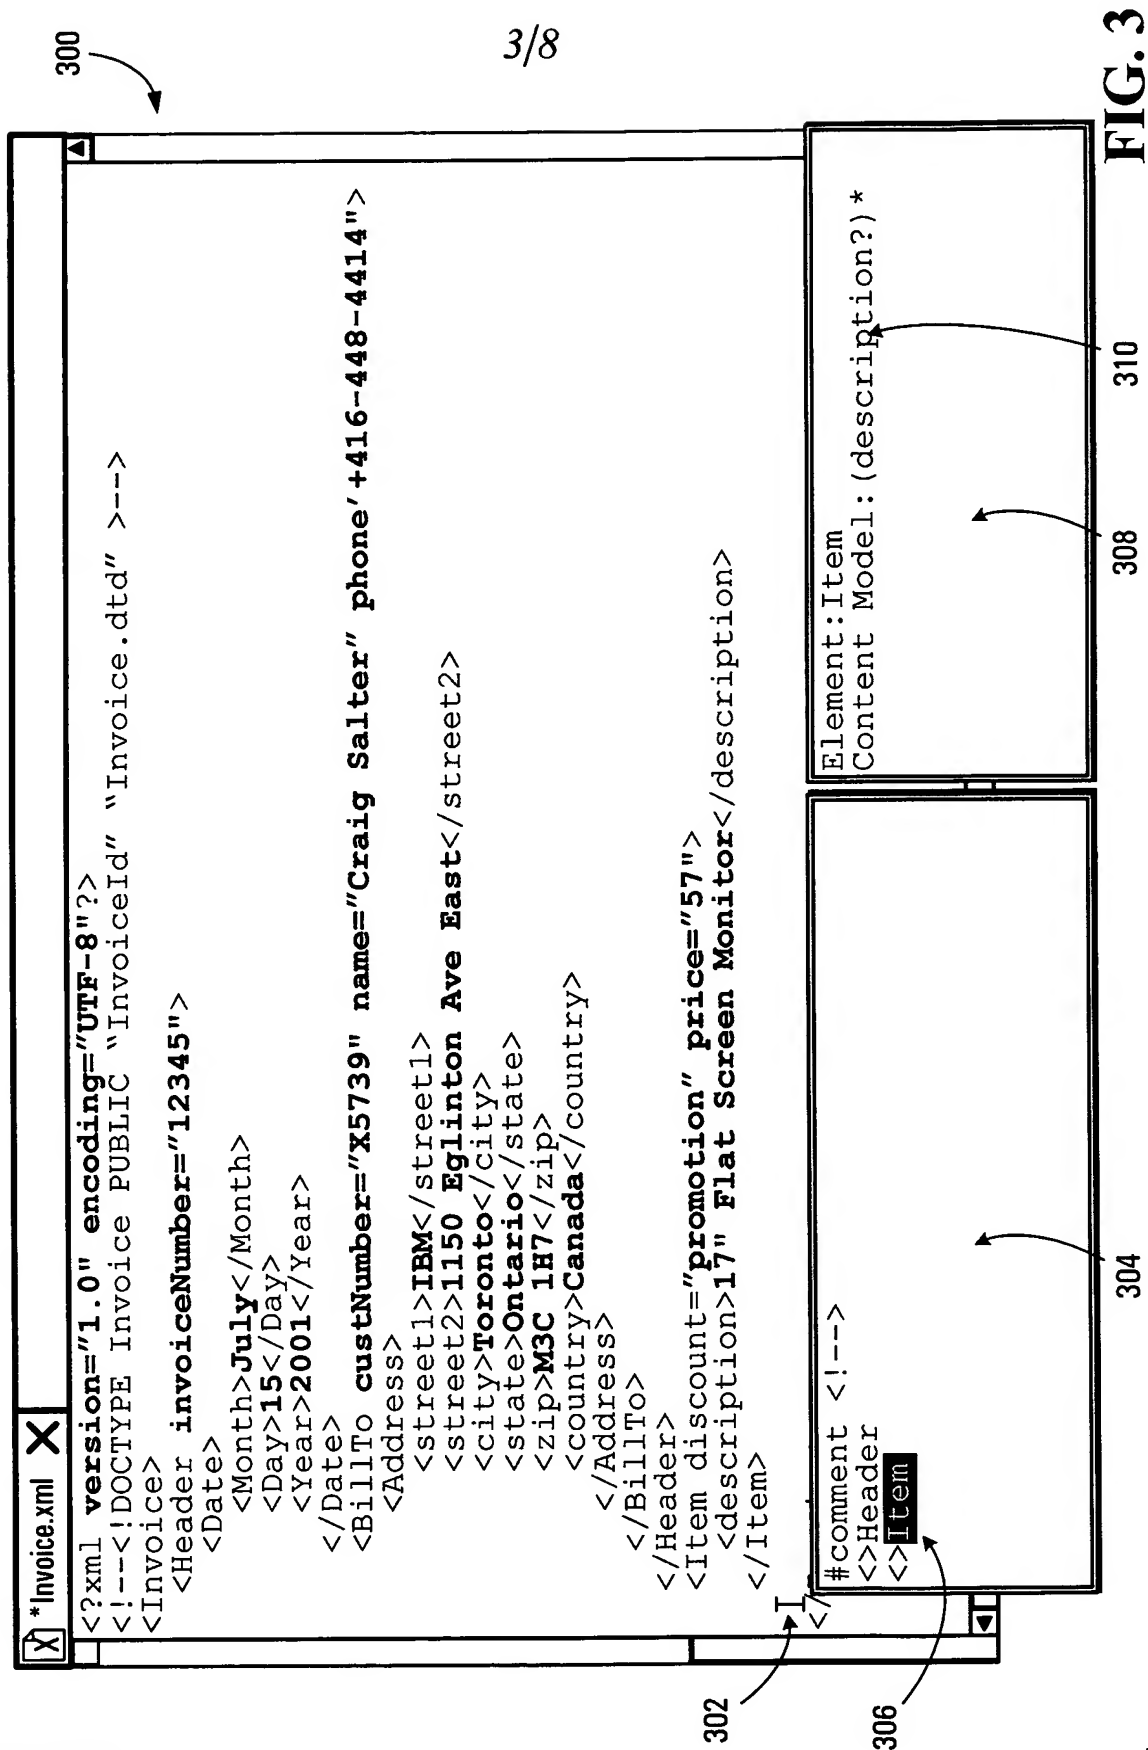 3/8
300
*Invoice.xml X
<?xml version="1.0" encoding="UTF-8"?>
<!--<!DOCTYPE Invoice PUBLIC "InvoiceId" "Invoice.dtd" >-->
<Invoice>
<Header invoiceNumber="12345">
<Date>
<Month>July</Month>
<Day>15</Day>
<Year>2001</Year>
</Date>
<BillTo custNumber="X5739" name="Craig Salter" phone'+416-448-4414">
<Address>
<street1>IBM</street1>
<street2>1150 Eglinton Ave East</street2>
<city>Toronto</city>
<state>Ontario</state>
<zip>M3C 1H7</zip>
<country>Canada</country>
</Address>
</BillTo>
</Header>
<Item discount="promotion" price="57">
<description>17" Flat Screen Monitor</description>
</Item>
</
302
#comment <!-->
<>Header
<>Item
306
304
Element:Item
Content Model:(description?)*
308
310
FIG. 3